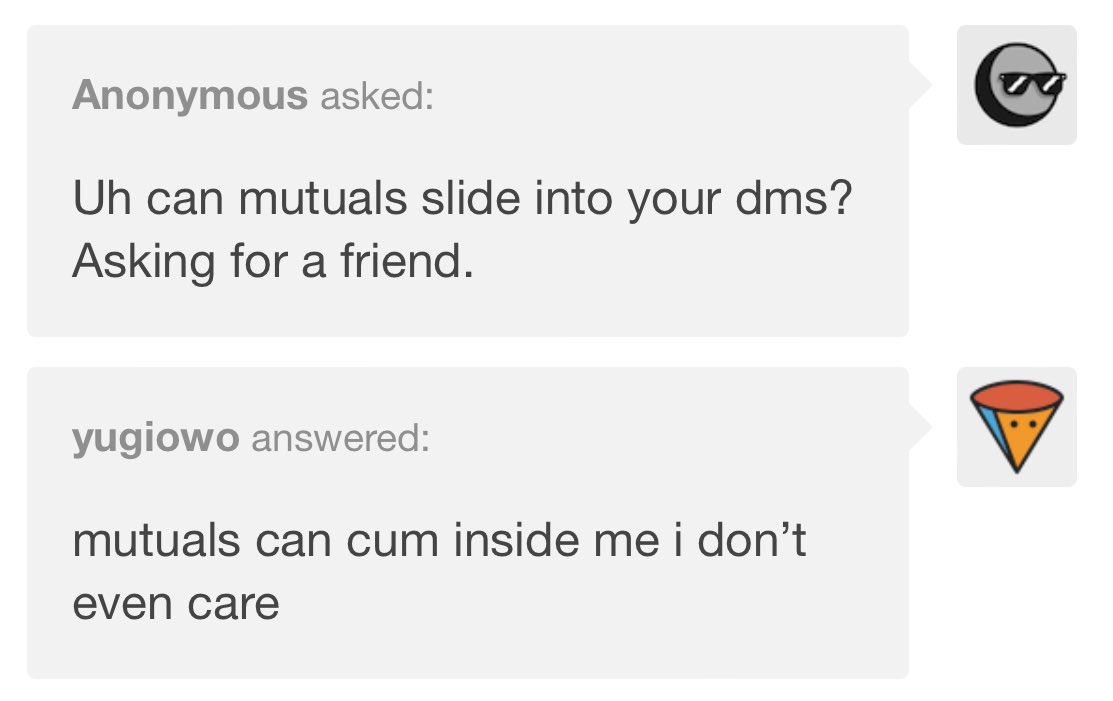 Anonymous asked:
Uh can mutuals slide into your dms?
Asking for a friend.
yugiowo answered:
mutuals can cum inside me i don’t
even care